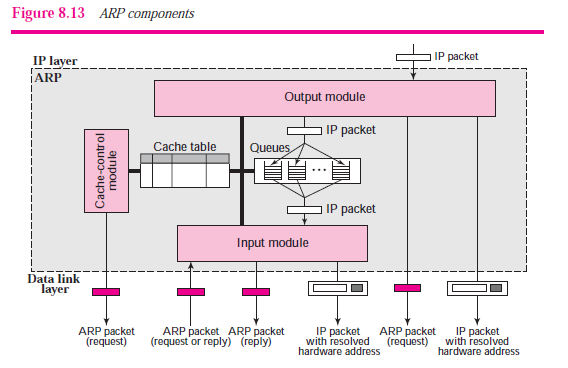 Figure 8.13 ARP components
IP packet
IP layer
ARP
Output module
IP packet
Cache table
Queues
Cache-control
module
IP packet
Input module
Data link
layer
ARP packet
(request)
ARP packet
(request or reply)
ARP packet
(reply)
IP packet
with resolved
hardware address
ARP packet
(request)
IP packet
with resolved
hardware address